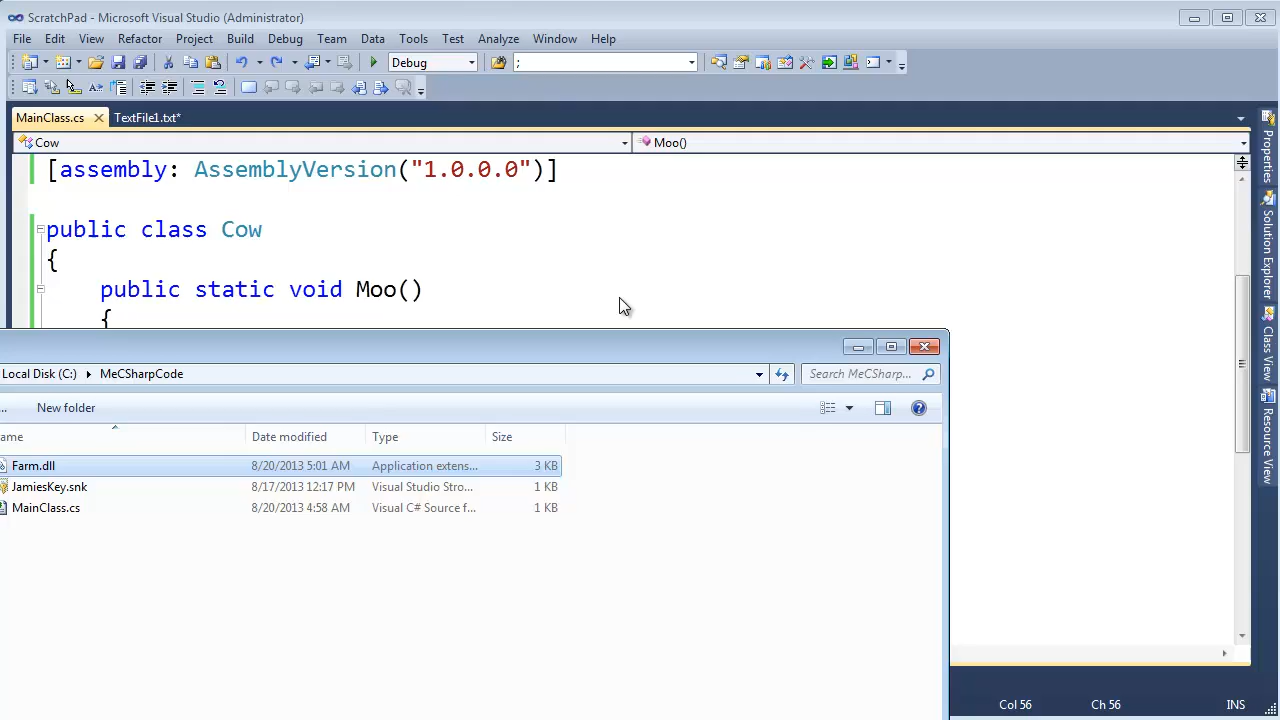 ScratchPad - Microsoft Visual Studio (Administrator)
File Edit View Refactor Project Build Debug Team Data Tools Test Analyze Window Help
Debug ;
MainClass.cs TextFile1.txt*
Cow Moo()
[assembly: AssemblyVersion("1.0.0.0")]
public class Cow
{
public static void Moo()
{
Local Disk (C:) MeCSharpCode Search MeCSharp...
... New folder
ame Date modified Type Size
Farm.dll 8/20/2013 5:01 AM Application extens... 3 KB
JamiesKey.snk 8/17/2013 12:17 PM Visual Studio Stro... 1 KB
MainClass.cs 8/20/2013 4:58 AM Visual C# Source f... 1 KB
Col 56 Ch 56 INS
Properties
Solution Explorer
Class View
Resource View